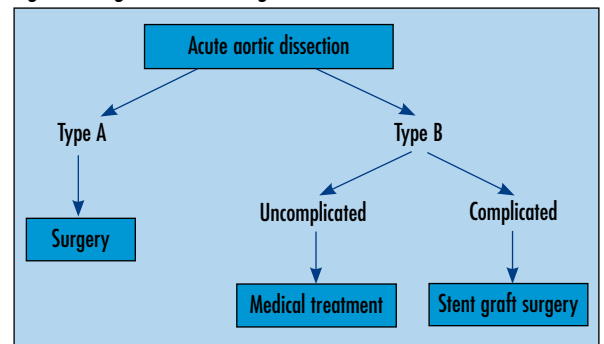 Acute aortic dissection
Type A
Type B
Uncomplicated
Complicated
Surgery
Medical treatment
Stent graft surgery